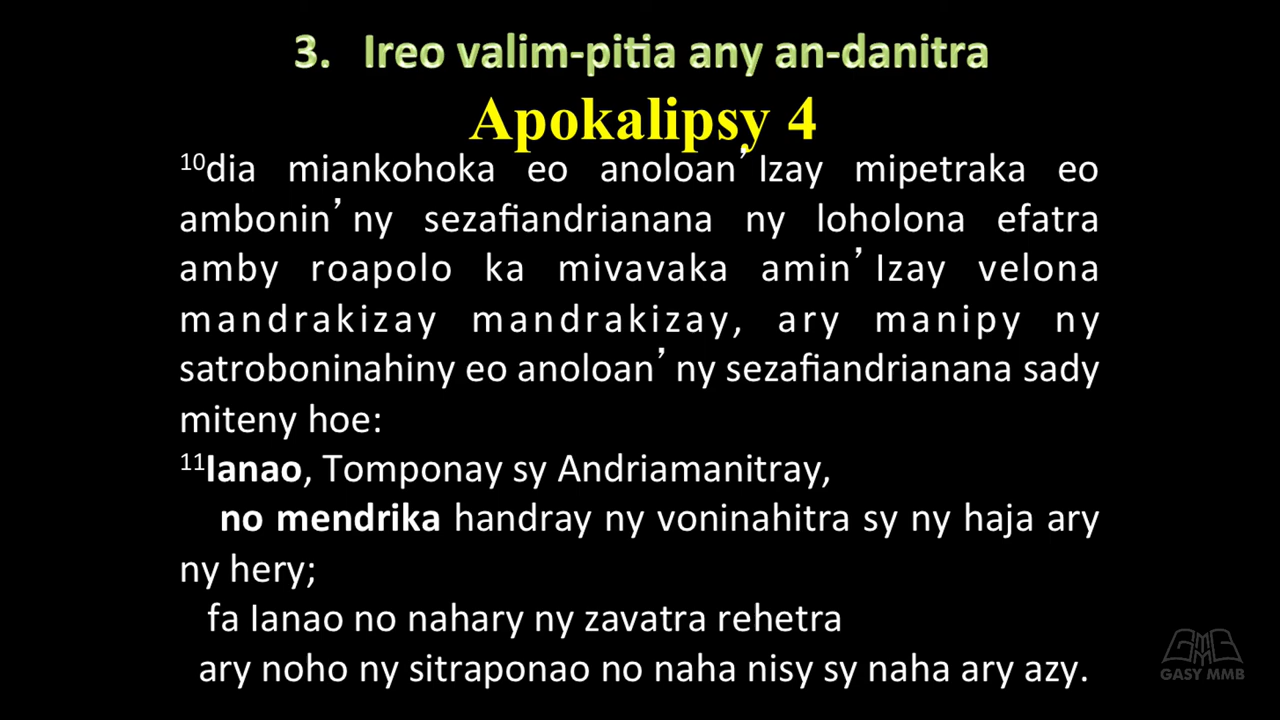 3. Ireo valim-pitia any an-danitra
Apokalipsy 4
¹⁰dia miankohoka eo anoloan’Izay mipetraka eo
ambonin’ny sezafiandrianana ny loholona efatra
amby roapolo ka mivavaka amin’Izay velona
mandrakizay mandrakizay, ary manipy ny
satroboninahiny eo anoloan’ny sezafiandrianana sady
miteny hoe:
¹¹Ianao, Tomponay sy Andriamanitray,
no mendrika handray ny voninahitra sy ny haja ary
ny hery;
fa Ianao no nahary ny zavatra rehetra
ary noho ny sitraponao no naha nisy sy naha ary azy.
GASY MMB